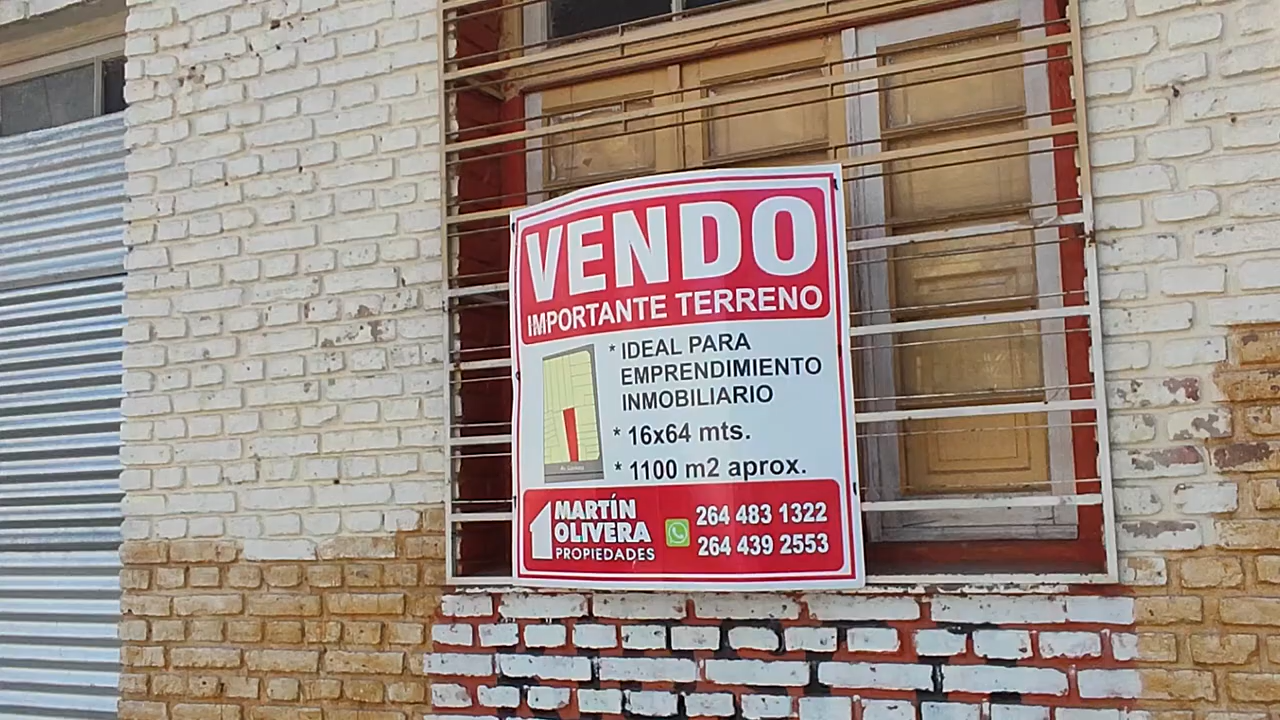 VENDO
IMPORTANTE TERRENO
* IDEAL PARA
EMPRENDIMIENTO
INMOBILIARIO
* 16x64 mts.
* 1100 m2 aprox.
1 MARTÍN
OLIVERA
PROPIEDADES
264 483 1322
264 439 2553